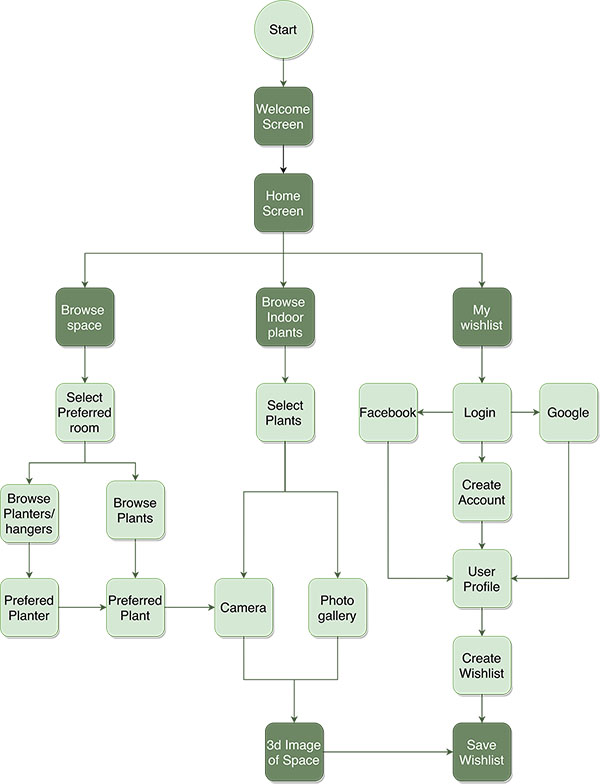 Start
Welcome
Screen
Home
Screen
Browse
space
Browse
Indoor
plants
My
wishlist
Select
Preferred
room
Select
Plants
Facebook
Login
Google
Browse
Planters/
hangers
Browse
Plants
Create
Account
Prefered
Planter
Preferred
Plant
Camera
Photo
gallery
User
Profile
Create
Wishlist
3d Image
of Space
Save
Wishlist